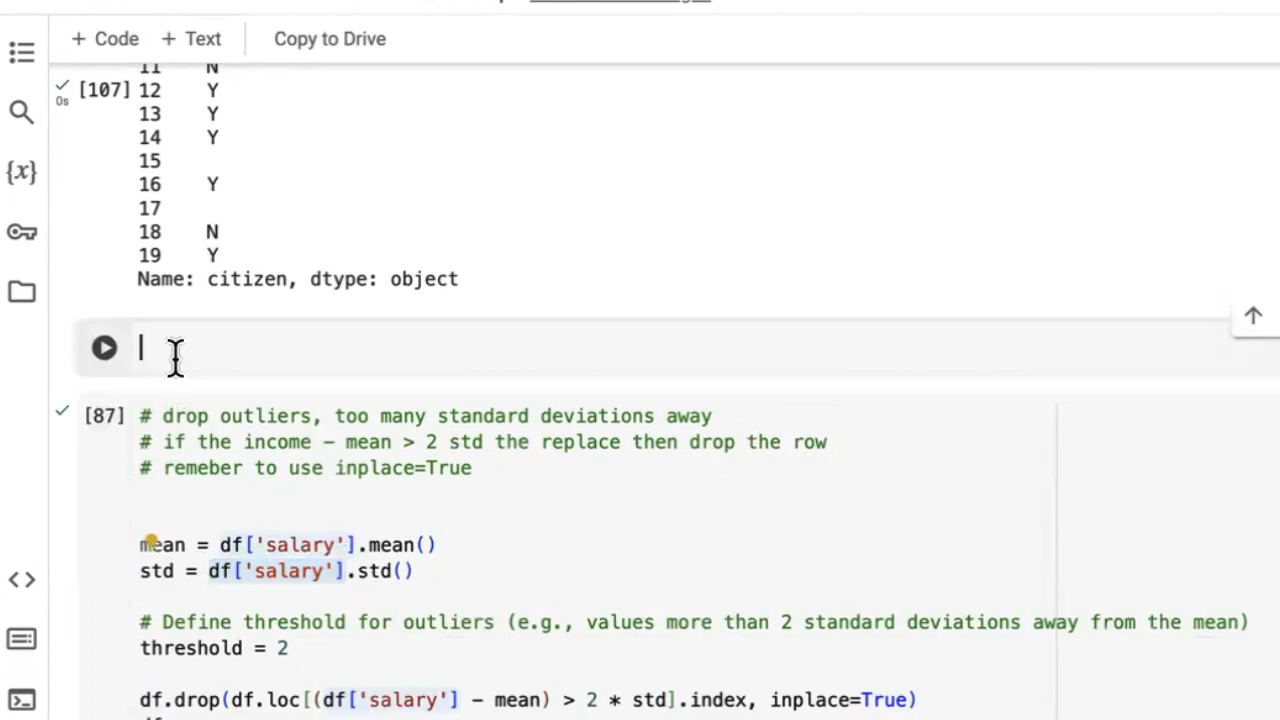 + Code + Text Copy to Drive
11 N
[107] 12 Y
0s
13 Y
14 Y
15
16 Y
17
18 N
19 Y
Name: citizen, dtype: object
[87] # drop outliers, too many standard deviations away
# if the income - mean > 2 std the replace then drop the row
# remeber to use inplace=True
mean = df['salary'].mean()
std = df['salary'].std()
# Define threshold for outliers (e.g., values more than 2 standard deviations away from the mean)
threshold = 2
df.drop(df.loc[(df['salary'] - mean) > 2 * std].index, inplace=True)